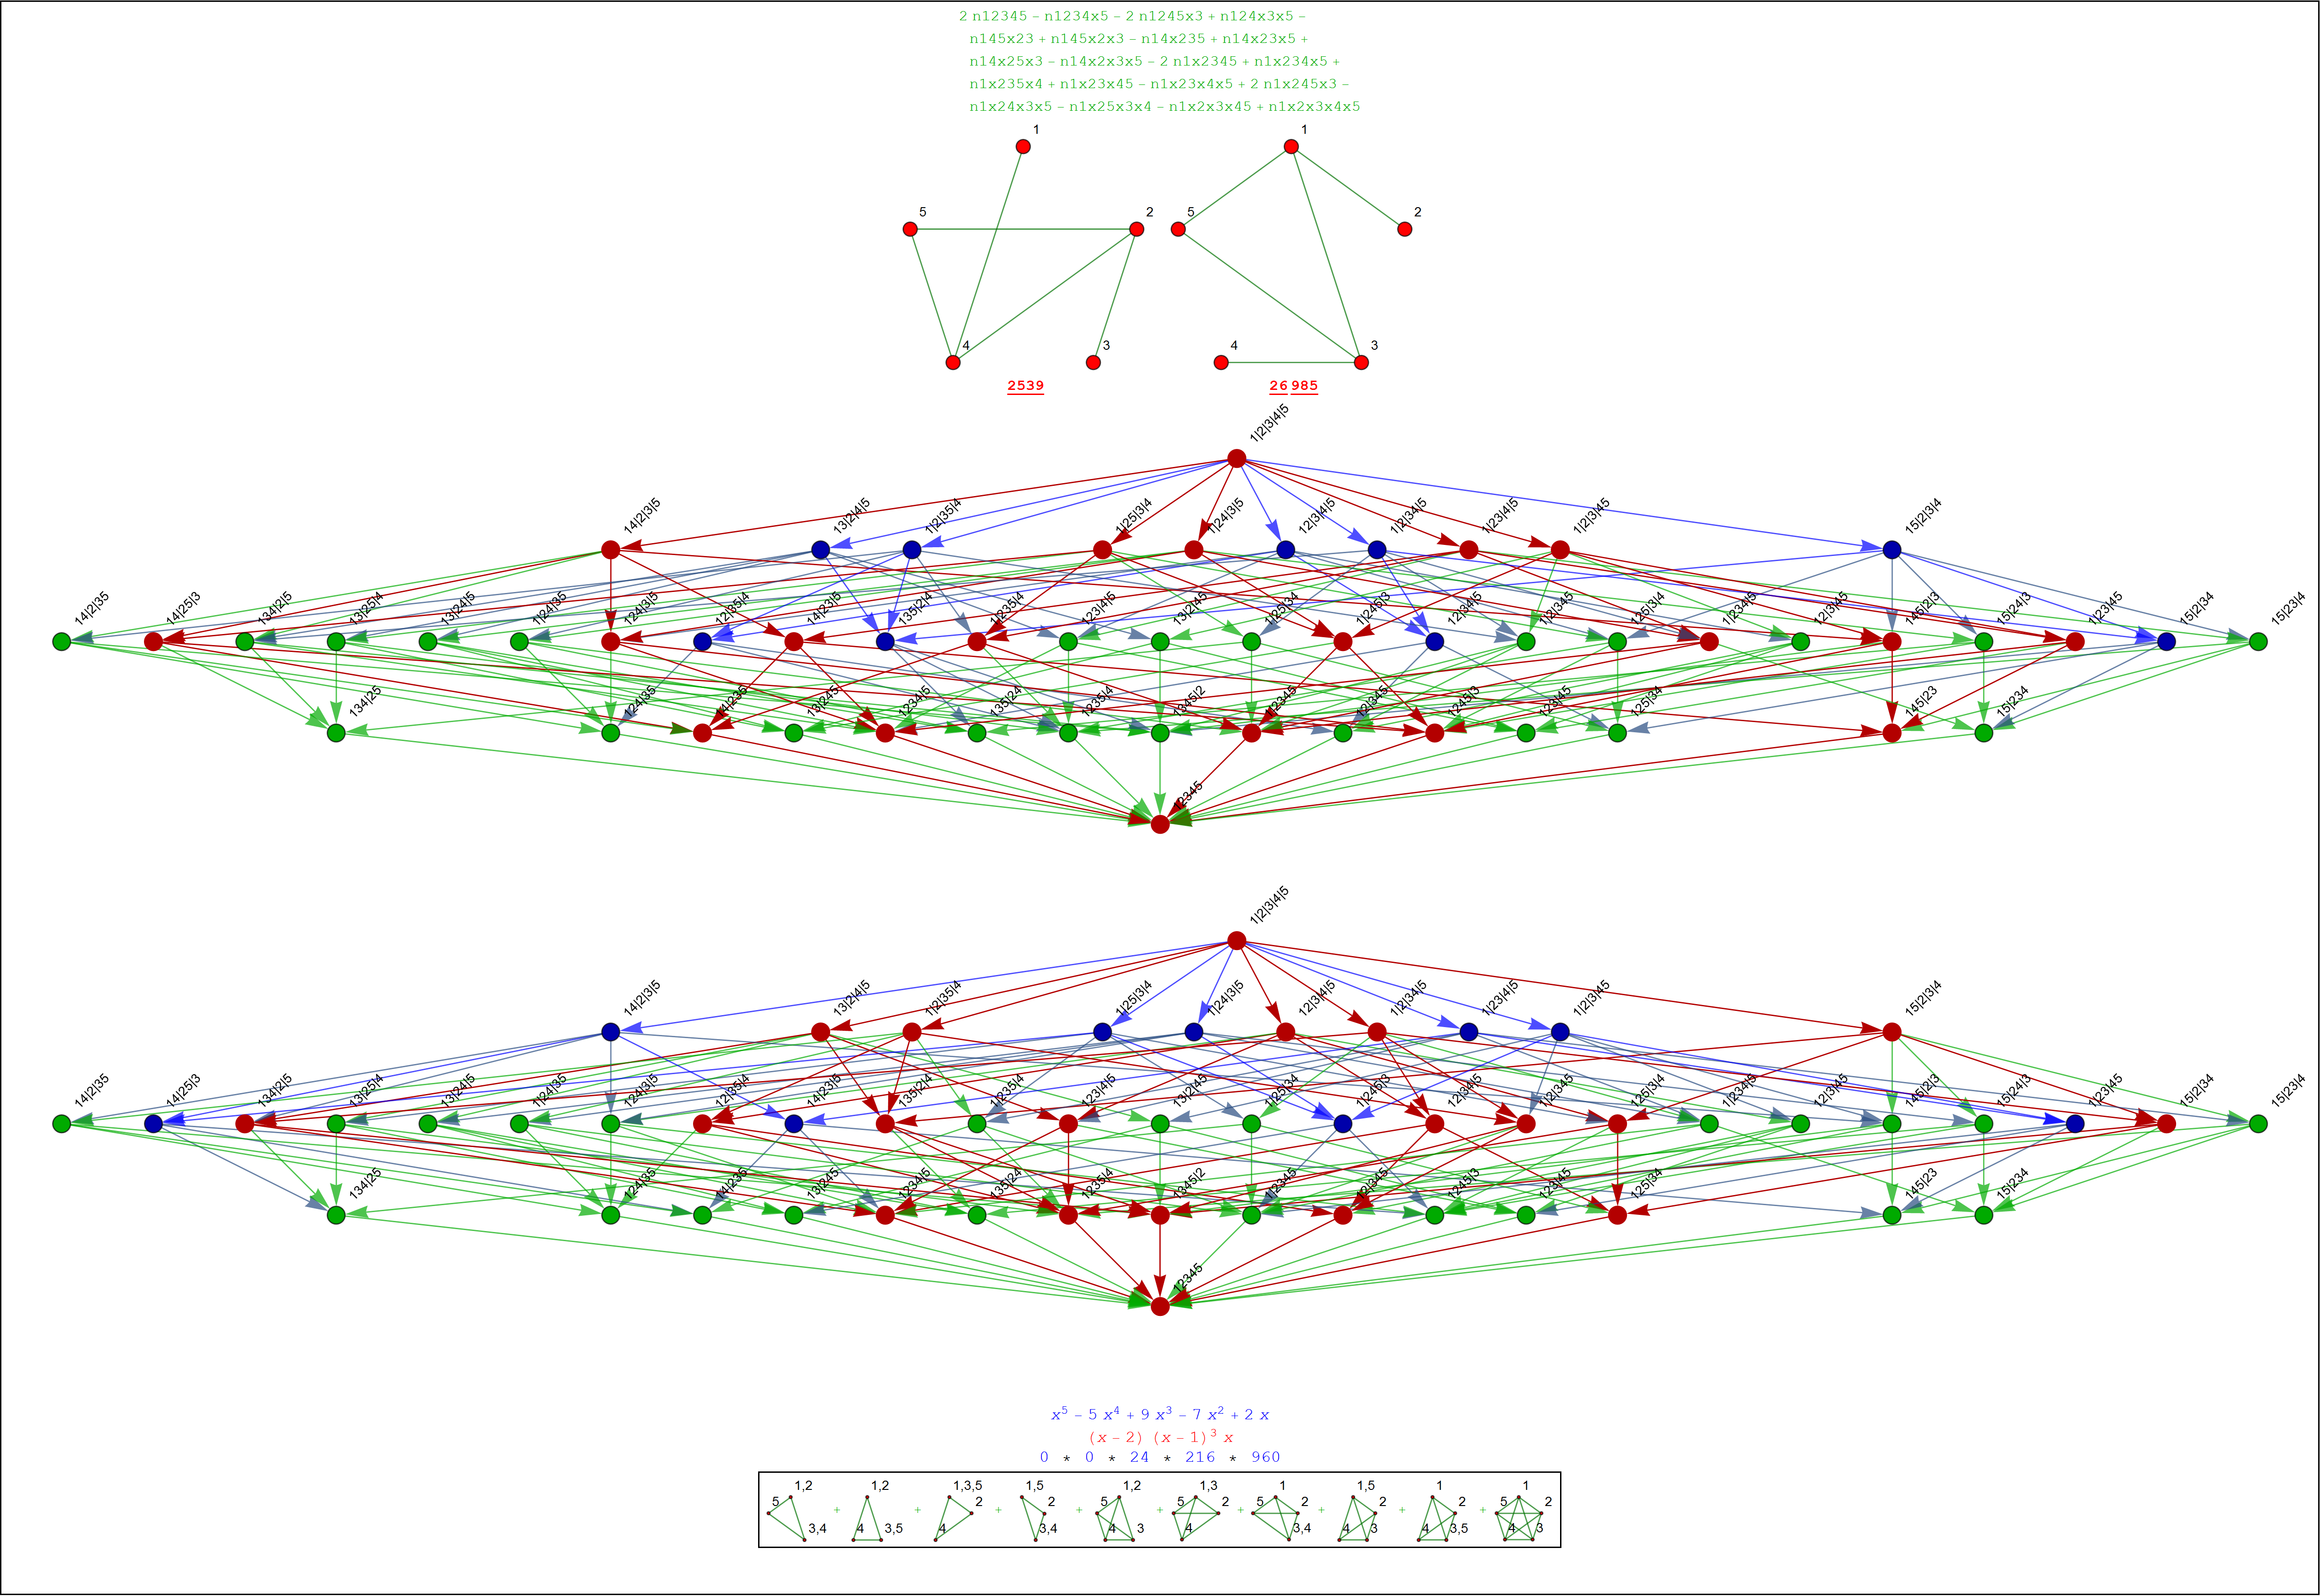 2 n12345 − n1234x5 − 2 n1245x3 + n124x3x5 −
n145x23 + n145x2x3 − n14x235 + n14x23x5 +
n14x25x3 − n14x2x3x5 − 2 n1x2345 + n1x234x5 +
n1x235x4 + n1x23x45 − n1x23x4x5 + 2 n1x245x3 −
n1x24x3x5 − n1x25x3x4 − n1x2x3x45 + n1x2x3x4x5
1 1
5 2 5 2
4 3 4 3
2539 26 985
1|2|3|4|5
14|2|3|5 13|2|4|5 1|2|35|4 1|25|3|4 1|24|3|5 12|3|4|5 1|2|34|5 1|23|4|5 1|2|3|45 15|2|3|4
14|2|35 14|25|3 134|2|5 13|25|4 13|24|5 1|24|35 124|3|5 12|35|4 14|23|5 135|2|4 1|235|4 123|4|5 13|2|45 1|25|34 1|245|3 12|34|5 1|2|345 125|3|4 1|234|5 12|3|45 145|2|3 15|24|3 1|23|45 15|2|34 15|23|4
134|25 124|35 14|235 13|245 1234|5 135|24 1235|4 1345|2 1|2345 12|345 1245|3 123|45 125|34 145|23 15|234
12345
1|2|3|4|5
14|2|3|5 13|2|4|5 1|2|35|4 1|25|3|4 1|24|3|5 12|3|4|5 1|2|34|5 1|23|4|5 1|2|3|45 15|2|3|4
14|2|35 14|25|3 134|2|5 13|25|4 13|24|5 1|24|35 124|3|5 12|35|4 14|23|5 135|2|4 1|235|4 123|4|5 13|2|45 1|25|34 1|245|3 12|34|5 1|2|345 125|3|4 1|234|5 12|3|45 145|2|3 15|24|3 1|23|45 15|2|34 15|23|4
134|25 124|35 14|235 13|245 1234|5 135|24 1235|4 1345|2 1|2345 12|345 1245|3 123|45 125|34 145|23 15|234
12345
x⁵ − 5 x⁴ + 9 x³ − 7 x² + 2 x
(x − 2) (x − 1)³ x
0 * 0 * 24 * 216 * 960
1,2 1,2 1,3,5 1,5 1,2 1,3 1 1,5 1 1
5 2 2 5 5 2 5 2 2 2 5 2
+ + + + + + + + +
3,4 4 3,5 4 3,4 4 3 4 3,4 4 3 4 3,5 4 3